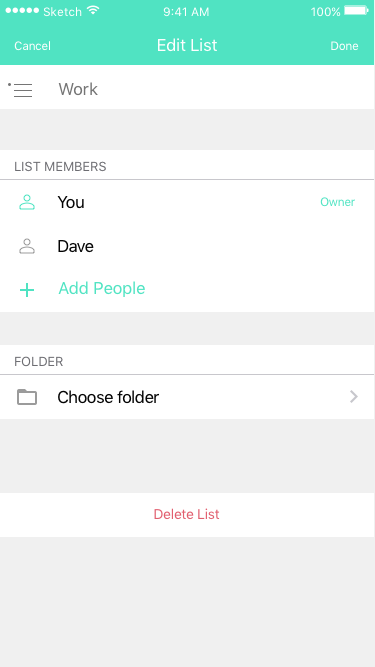 Sketch 9:41 AM 100%
Cancel Edit List Done
Work
LIST MEMBERS
You Owner
Dave
Add People
FOLDER
Choose folder
Delete List